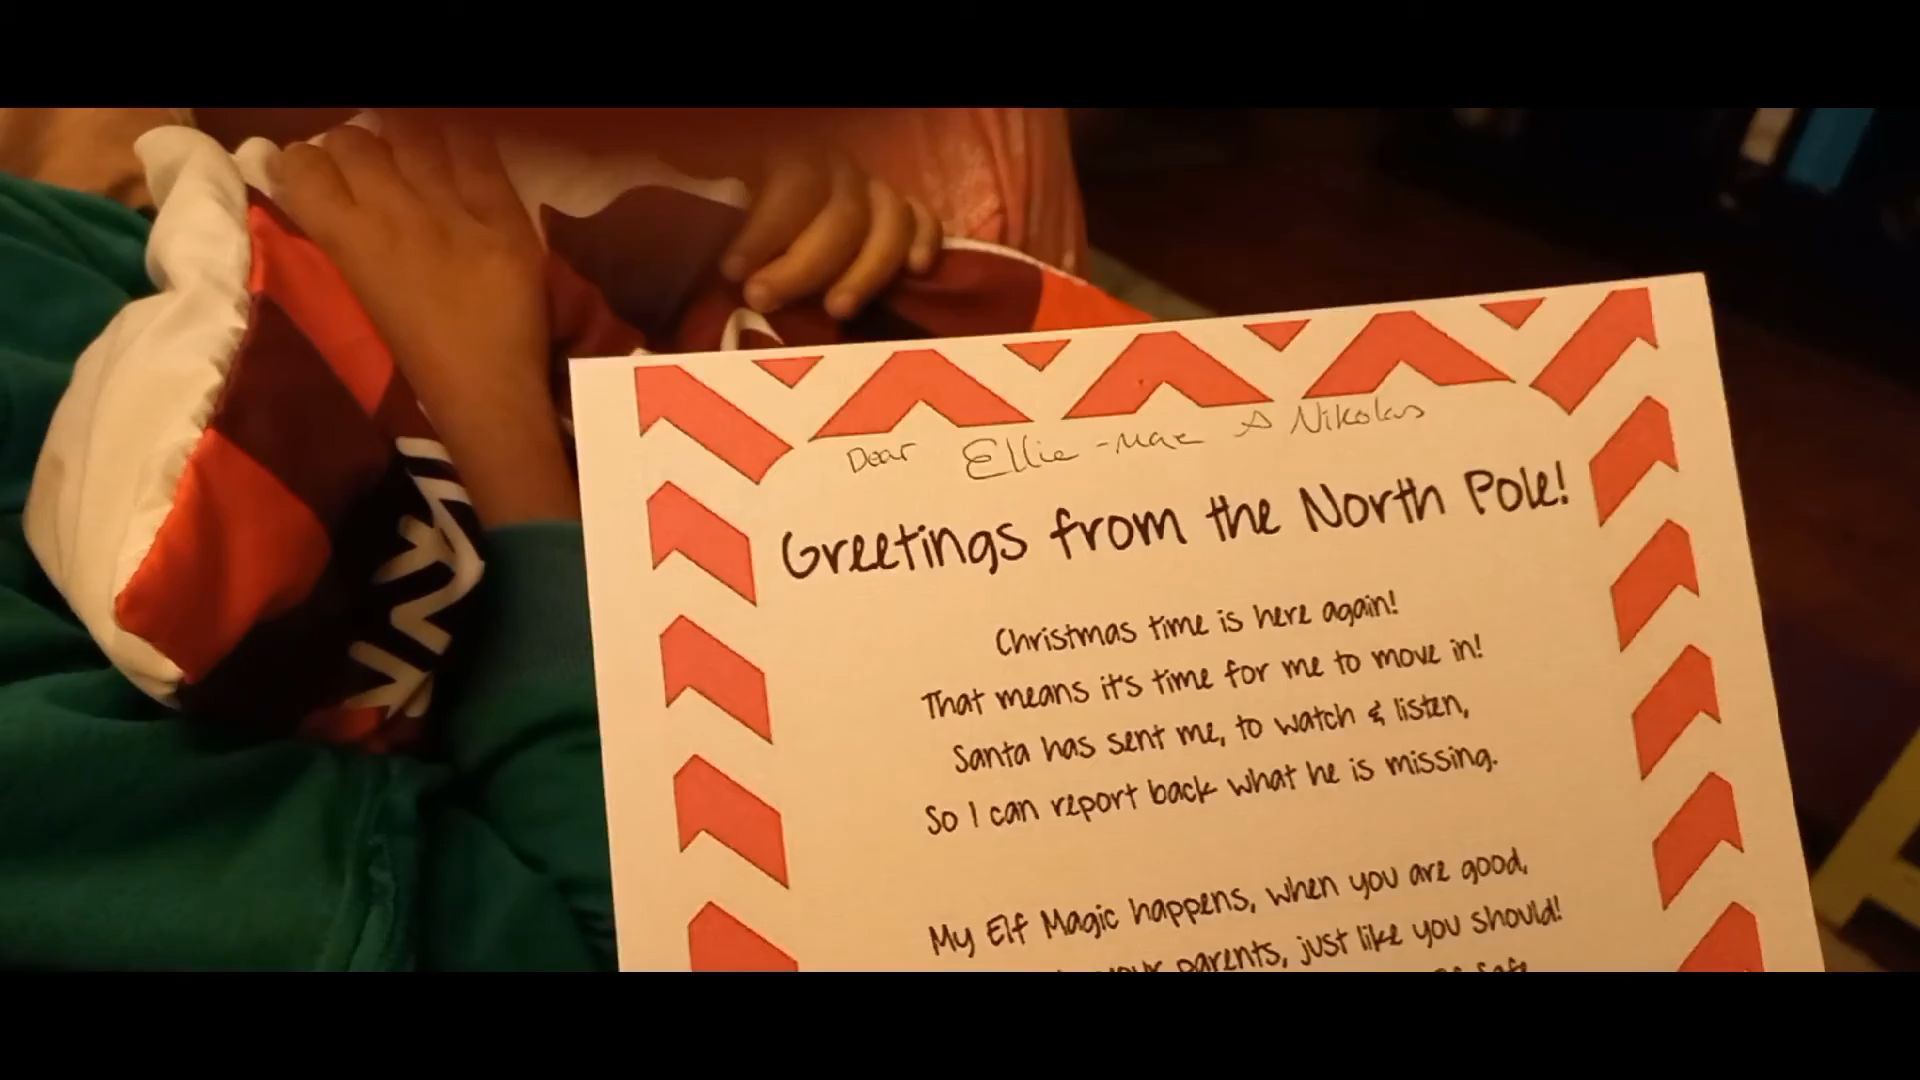 Dear Ellie-Mae & Nikolas
Greetings from the North Pole!
Christmas time is here again!
That means it's time for me to move in!
Santa has sent me, to watch & listen,
So I can report back what he is missing.
My Elf Magic happens, when you are good,
your parents, just like you should!
safe